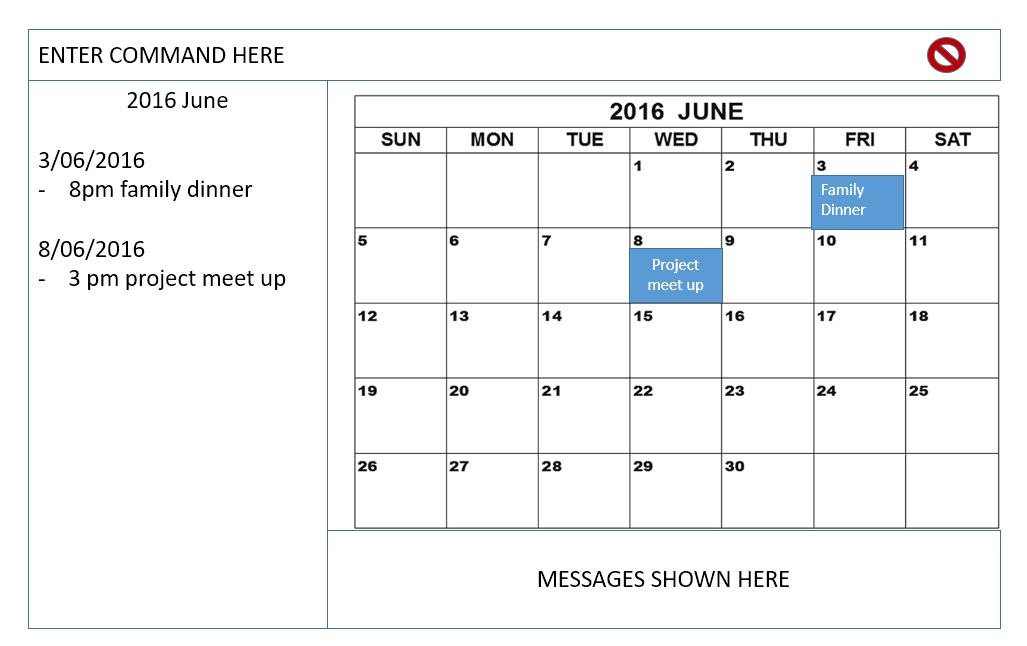 ENTER COMMAND HERE
2016 June
3/06/2016
- 8pm family dinner
8/06/2016
- 3 pm project meet up
2016 JUNE
SUN MON TUE WED THU FRI SAT
1 2 3 4
Family
Dinner
5 6 7 8 9 10 11
Project
meet up
12 13 14 15 16 17 18
19 20 21 22 23 24 25
26 27 28 29 30
MESSAGES SHOWN HERE